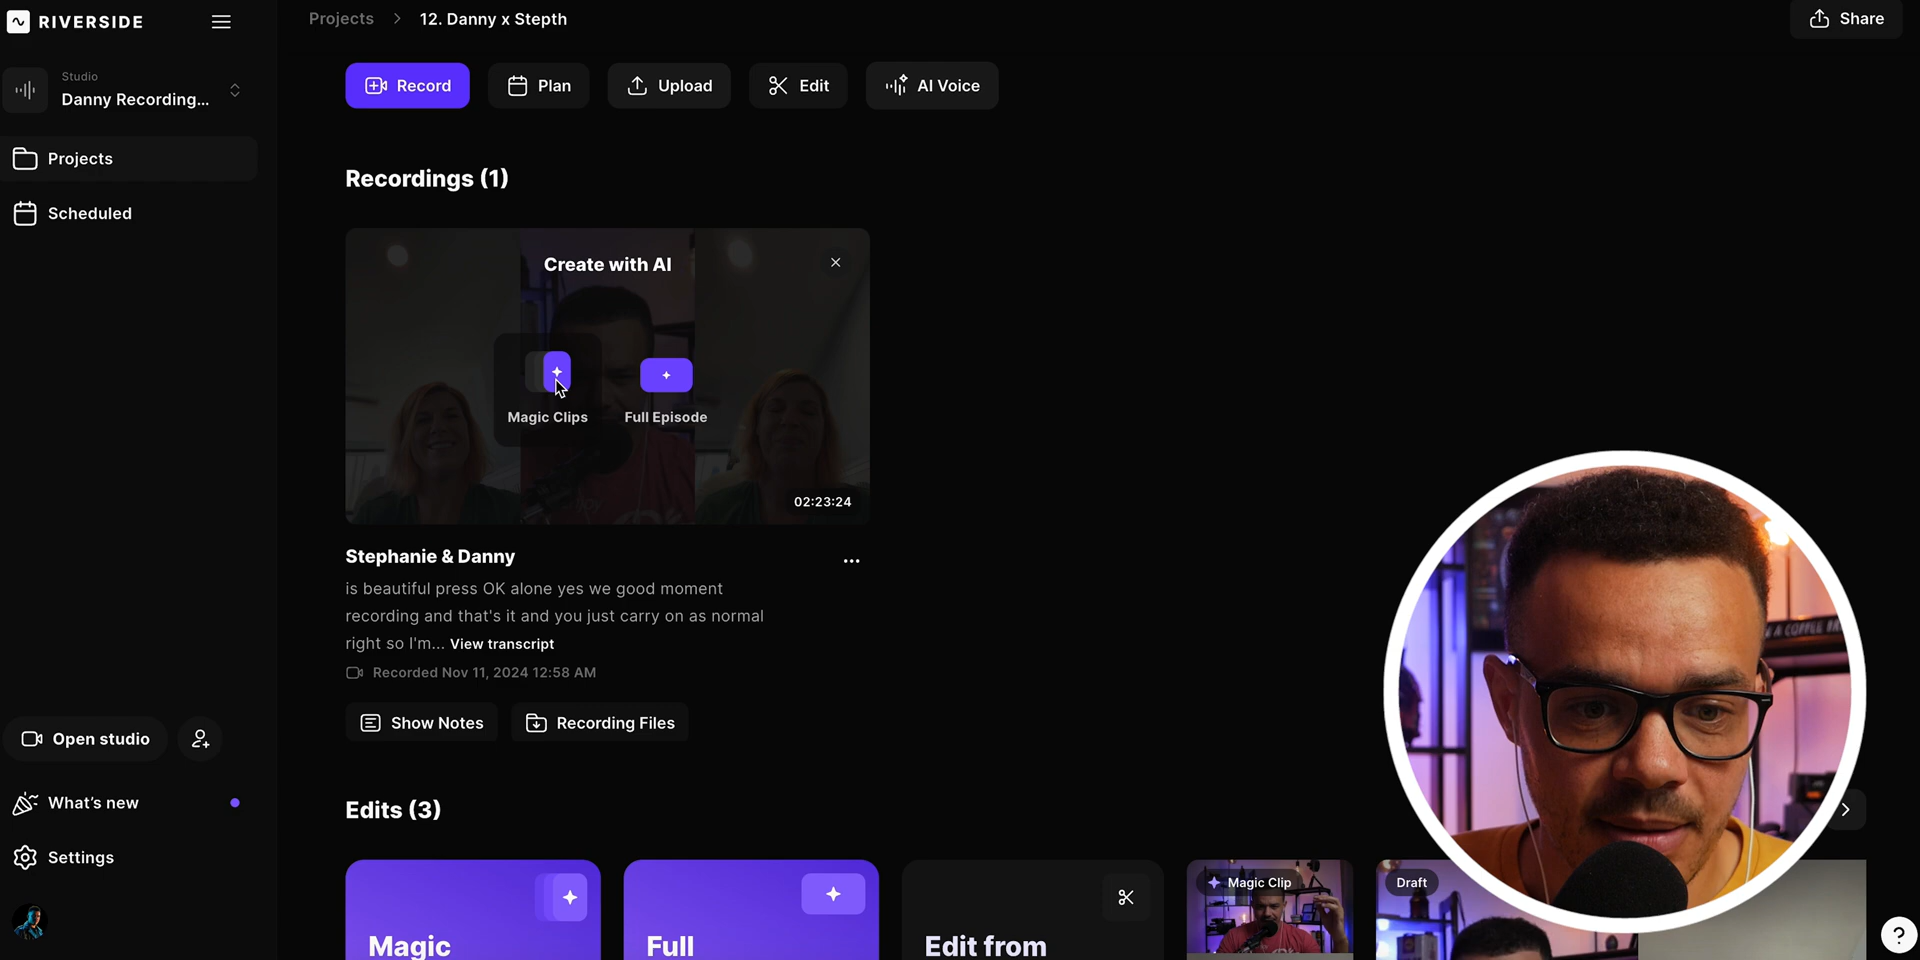 RIVERSIDE
Projects > 12. Danny x Stepth
Share
Studio
Danny Recording...
Record
Plan
Upload
Edit
AI Voice
Projects
Scheduled
Recordings (1)
Create with AI
Magic Clips
Full Episode
02:23:24
Stephanie & Danny
is beautiful press OK alone yes we good moment
recording and that's it and you just carry on as normal
right so I'm... View transcript
Recorded Nov 11, 2024 12:58 AM
Show Notes
Recording Files
Open studio
What's new
Settings
Edits (3)
Magic
Full
Edit from
Magic Clip
Draft
?